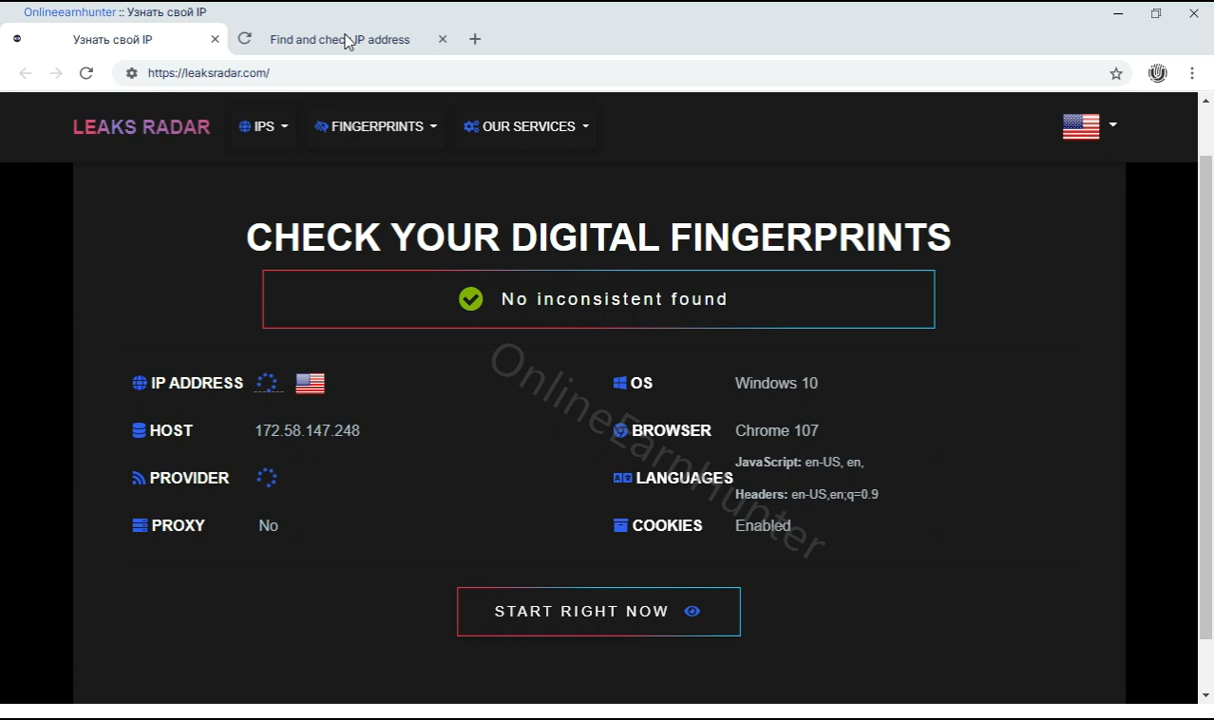 Onlineearnhunter :: Узнать свой IP
Узнать свой IP
Find and check IP address
https://leaksradar.com/
LEAKS RADAR
IPS
FINGERPRINTS
OUR SERVICES
CHECK YOUR DIGITAL FINGERPRINTS
No inconsistent found
IP ADDRESS
OS Windows 10
HOST 172.58.147.248
BROWSER Chrome 107
PROVIDER
LANGUAGES JavaScript: en-US, en,
Headers: en-US,en;q=0.9
PROXY No
COOKIES Enabled
OnlineEarnHunter
START RIGHT NOW